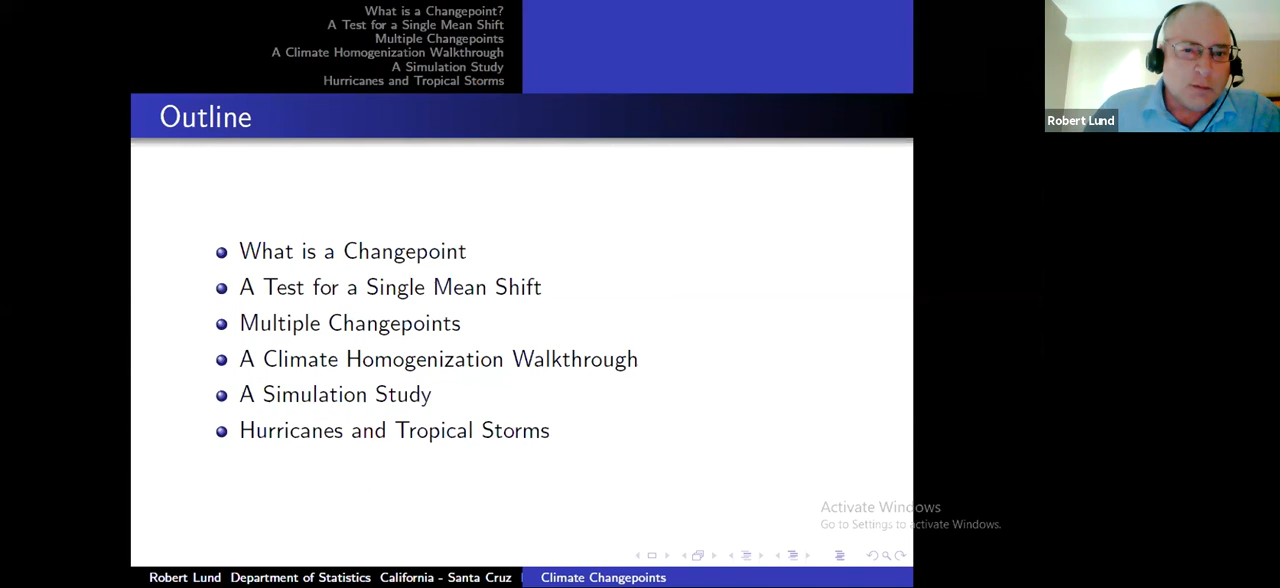 What is a Changepoint?
A Test for a Single Mean Shift
Multiple Changepoints
A Climate Homogenization Walkthrough
A Simulation Study
Hurricanes and Tropical Storms
Outline
Robert Lund
What is a Changepoint
A Test for a Single Mean Shift
Multiple Changepoints
A Climate Homogenization Walkthrough
A Simulation Study
Hurricanes and Tropical Storms
Activate Windows
Go to Settings to activate Windows.
Robert Lund Department of Statistics California - Santa Cruz
Climate Changepoints